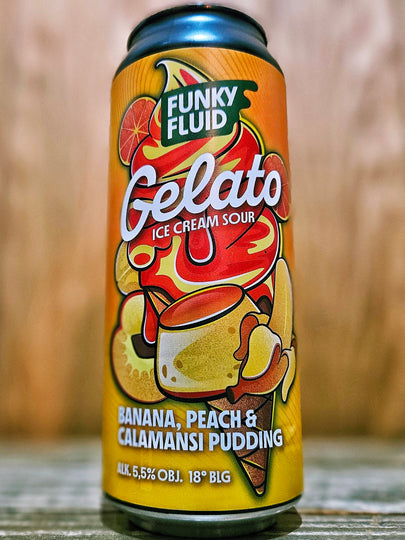 FUNKY
FLUID
Gelato
ICE CREAM SOUR
BANANA, PEACH &
CALAMANSI PUDDING
ALK. 5,5% OBJ. 18° BLG